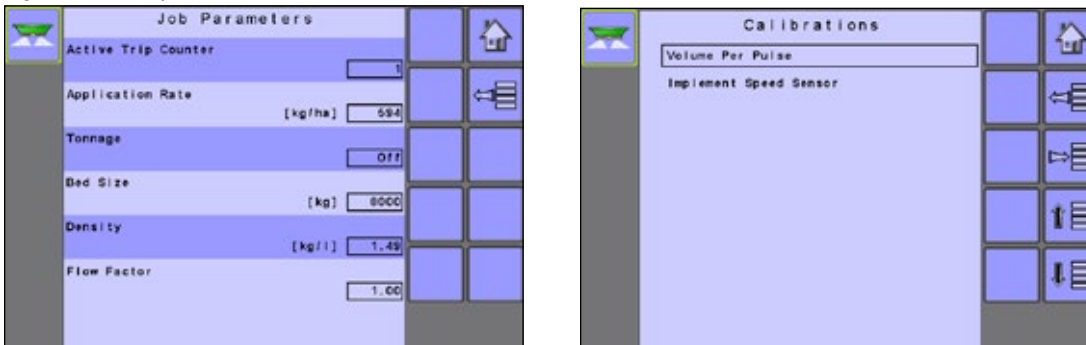 Job Parameters
Active Trip Counter
1
Application Rate
[kg/ha] 594
Tonnage
Off
Bed Size
[kg] 8000
Density
[kg/l] 1.49
Flow Factor
1.00
Calibrations
Volume Per Pulse
Implement Speed Sensor